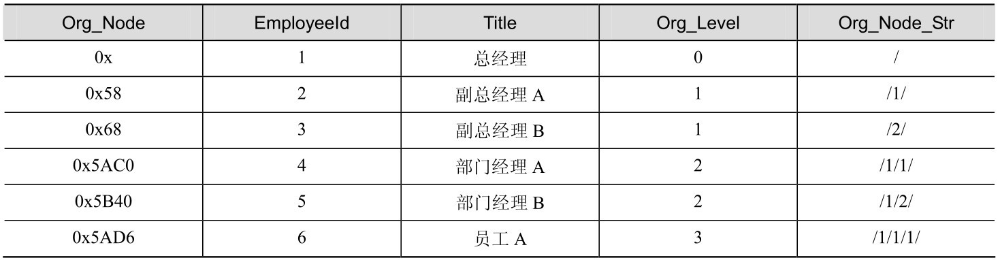 Org_Node EmployeeId Title Org_Level Org_Node_Str
0x 1 总经理 0 /
0x58 2 副总经理 A 1 /1/
0x68 3 副总经理 B 1 /2/
0x5AC0 4 部门经理 A 2 /1/1/
0x5B40 5 部门经理 B 2 /1/2/
0x5AD6 6 员工 A 3 /1/1/1/